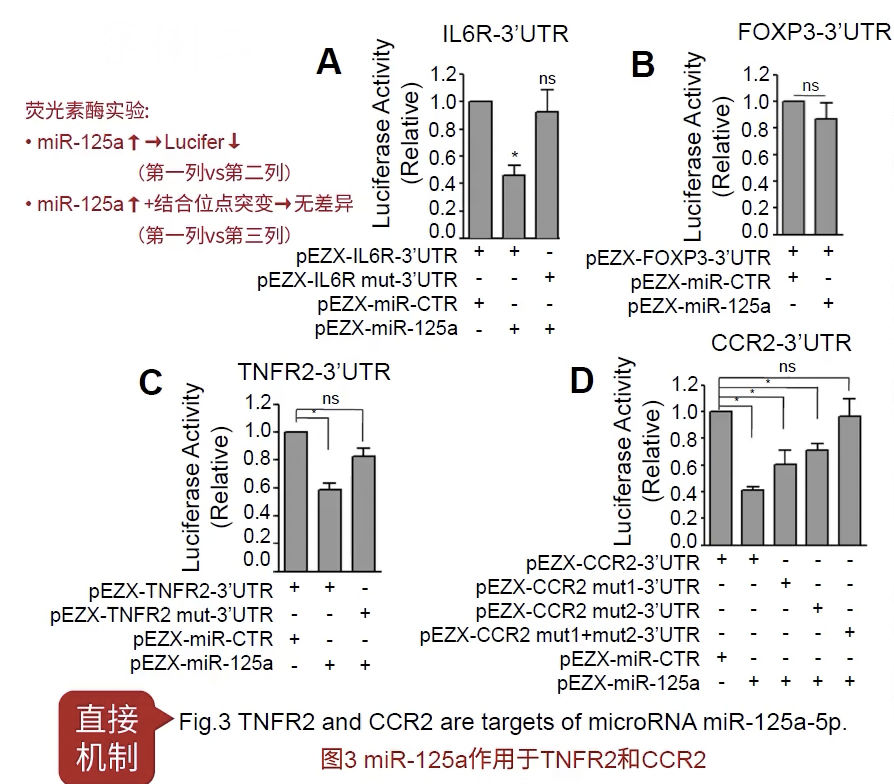 荧光素酶实验:
• miR-125a↑→Lucifer↓
（第一列vs第二列）
• miR-125a↑+结合位点突变→无差异
（第一列vs第三列）
A
IL6R-3’UTR
Luciferase Activity
(Relative)
1.2
1.0
0.8
0.6
0.4
0.2
0.0
*
ns
pEZX-IL6R-3’UTR + + -
pEZX-IL6R mut-3’UTR - - +
pEZX-miR-CTR + - -
pEZX-miR-125a - + +
B
FOXP3-3’UTR
Luciferase Activity
(Relative)
1.2
1.0
0.8
0.6
0.4
0.2
0.0
ns
pEZX-FOXP3-3’UTR + +
pEZX-miR-CTR + -
pEZX-miR-125a - +
C
TNFR2-3’UTR
Luciferase Activity
(Relative)
1.2
1.0
0.8
0.6
0.4
0.2
0.0
ns
*
pEZX-TNFR2-3’UTR + + -
pEZX-TNFR2 mut-3’UTR - - +
pEZX-miR-CTR + - -
pEZX-miR-125a - + +
D
CCR2-3’UTR
Luciferase Activity
(Relative)
1.2
1.0
0.8
0.6
0.4
0.2
0.0
ns
*
*
*
pEZX-CCR2-3’UTR + + - - -
pEZX-CCR2 mut1-3’UTR - - + - -
pEZX-CCR2 mut2-3’UTR - - - + -
pEZX-CCR2 mut1+mut2-3’UTR - - - - +
pEZX-miR-CTR + - - - -
pEZX-miR-125a - + + + +
直接
机制
Fig.3 TNFR2 and CCR2 are targets of microRNA miR-125a-5p.
图3 miR-125a作用于TNFR2和CCR2